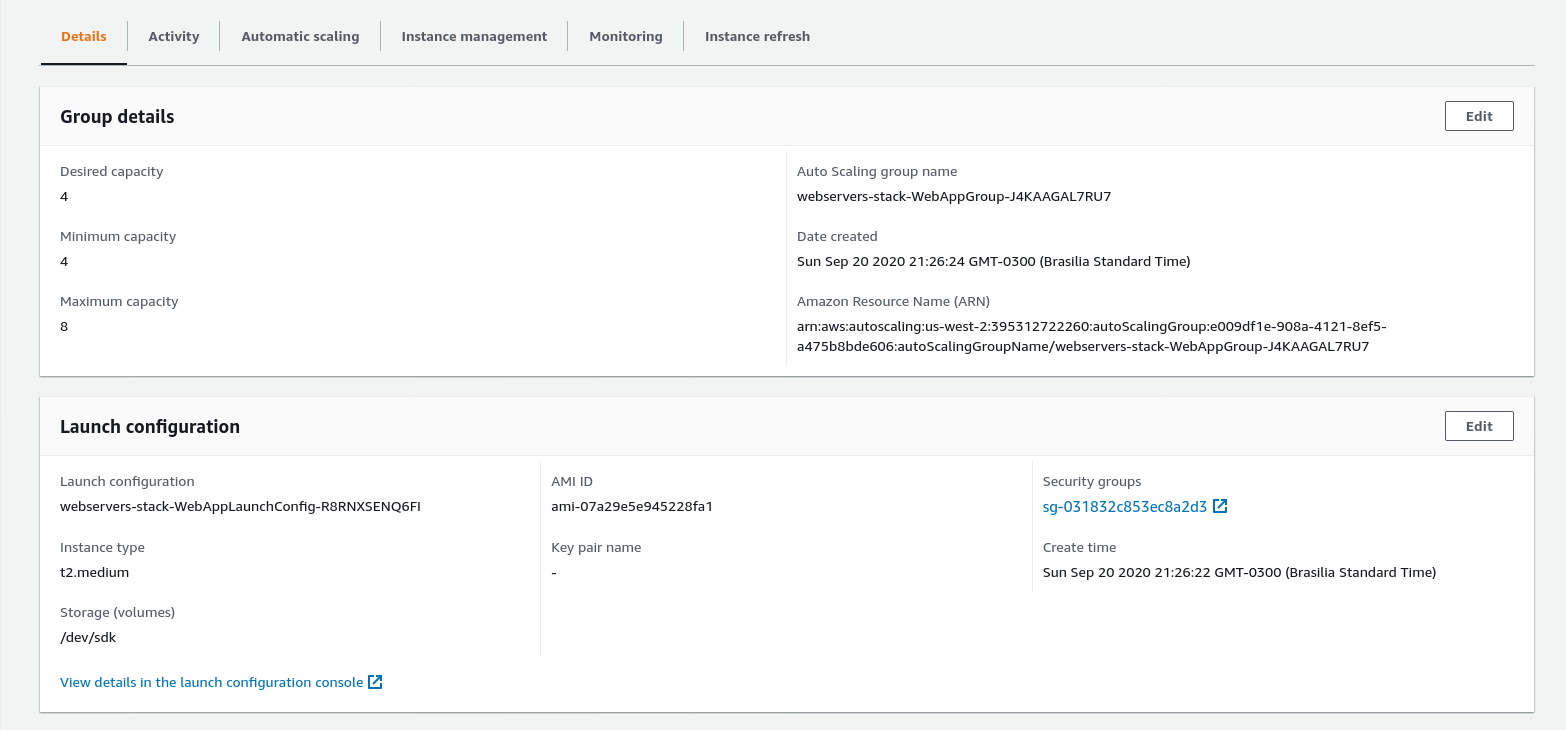 Details
Activity
Automatic scaling
Instance management
Monitoring
Instance refresh
Group details
Edit
Desired capacity
4
Minimum capacity
4
Maximum capacity
8
Auto Scaling group name
webservers-stack-WebAppGroup-J4KAAGAL7RU7
Date created
Sun Sep 20 2020 21:26:24 GMT-0300 (Brasilia Standard Time)
Amazon Resource Name (ARN)
arn:aws:autoscaling:us-west-2:395312722260:autoScalingGroup:e009df1e-908a-4121-8ef5-
a475b8bde606:autoScalingGroupName/webservers-stack-WebAppGroup-J4KAAGAL7RU7
Launch configuration
Edit
Launch configuration
webservers-stack-WebAppLaunchConfig-R8RNXSENQ6FI
Instance type
t2.medium
Storage (volumes)
/dev/sdk
AMI ID
ami-07a29e5e945228fa1
Key pair name
-
Security groups
sg-031832c853ec8a2d3
Create time
Sun Sep 20 2020 21:26:22 GMT-0300 (Brasilia Standard Time)
View details in the launch configuration console